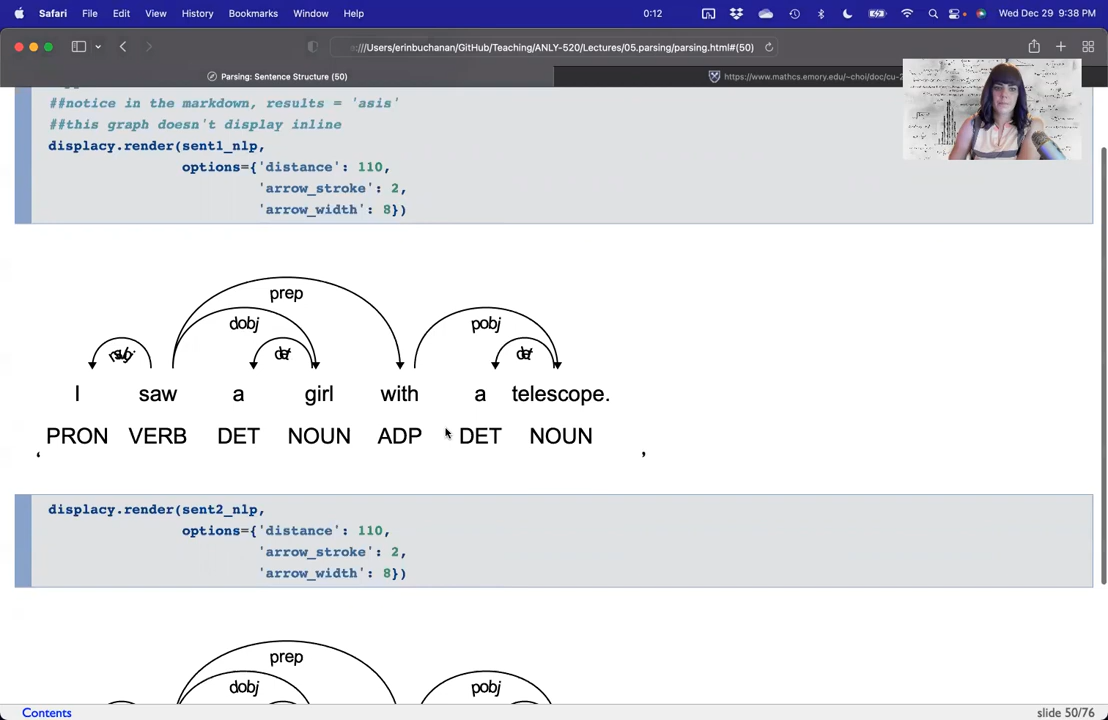 Safari File Edit View History Bookmarks Window Help 0:12 Wed Dec 29 9:38 PM
:///Users/erinbuchanan/GitHub/Teaching/ANLY-520/Lectures/05.parsing/parsing.html#(50)
Parsing: Sentence Structure (50) https://www.mathcs.emory.edu/~choi/doc/cu-2
##notice in the markdown, results = 'asis'
##this graph doesn't display inline
displacy.render(sent1_nlp,
options={'distance': 110,
'arrow_stroke': 2,
'arrow_width': 8})
prep
dobj pobj
nsubj det det
I saw a girl with a telescope.
PRON VERB DET NOUN ADP DET NOUN
‘ ’
displacy.render(sent2_nlp,
options={'distance': 110,
'arrow_stroke': 2,
'arrow_width': 8})
prep
dobj pobj
Contents slide 50/76